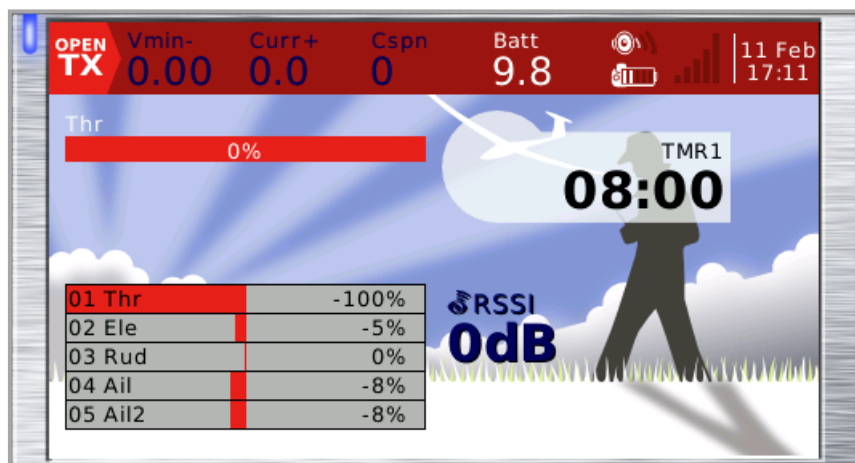 OPEN
TX
Vmin- Curr+ Cspn Batt
0.00 0.0 0 9.8
11 Feb
17:11
Thr
0%
TMR1
08:00
01 Thr -100%
02 Ele -5%
03 Rud 0%
04 Ail -8%
05 Ail2 -8%
RSSI
0dB